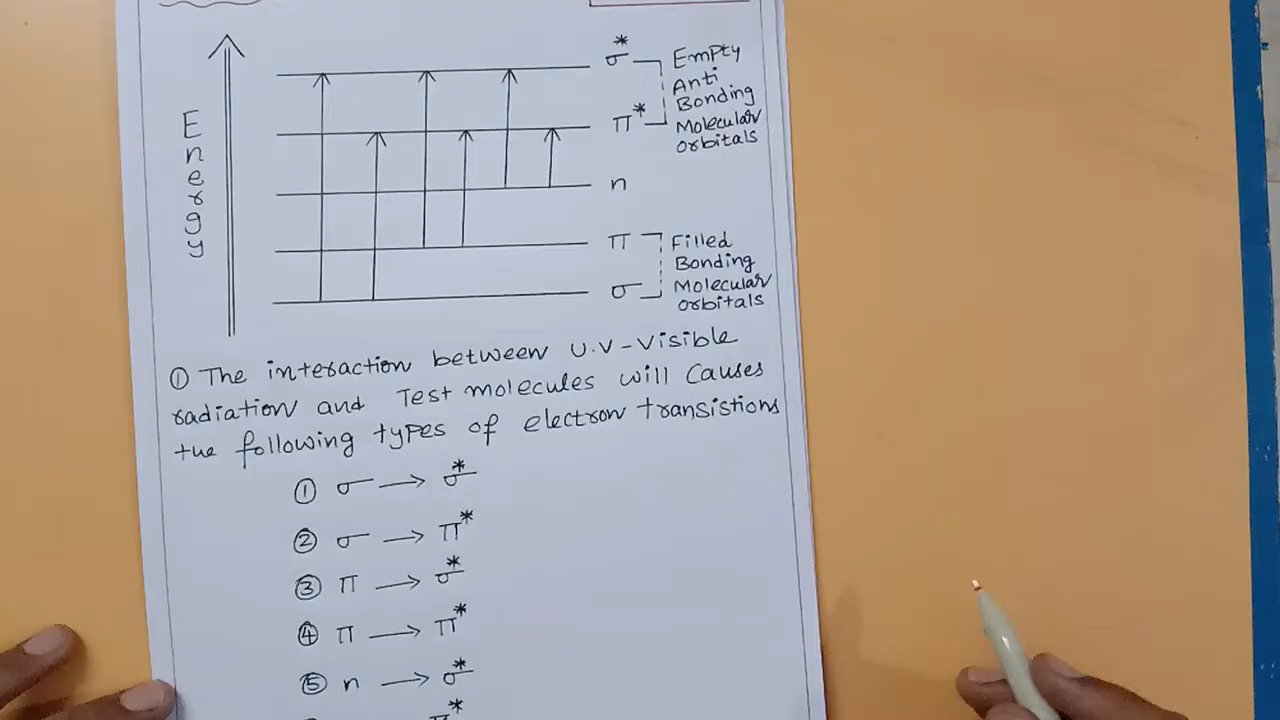 Energy
σ*
π*
Empty
Anti
Bonding
Molecular
orbitals
n
π
σ
Filled
Bonding
Molecular
orbitals
① The interaction between U.V-Visible
radiation and Test molecules will causes
the following types of electron transistions
① σ → σ*
② σ → π*
③ π → σ*
④ π → π*
⑤ n → σ*
π*